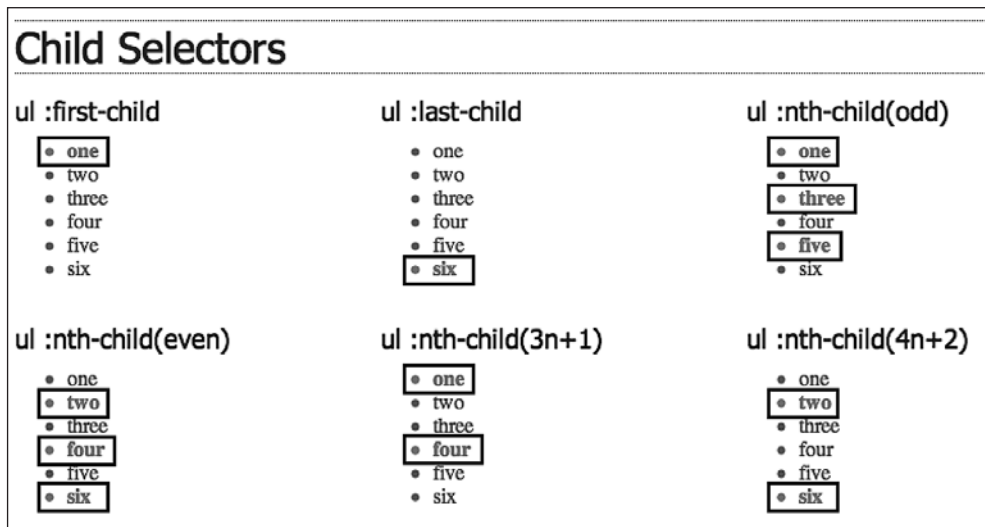 Child Selectors
ul :first-child
one
two
three
four
five
six
ul :last-child
one
two
three
four
five
six
ul :nth-child(odd)
one
two
three
four
five
six
ul :nth-child(even)
one
two
three
four
five
six
ul :nth-child(3n+1)
one
two
three
four
five
six
ul :nth-child(4n+2)
one
two
three
four
five
six